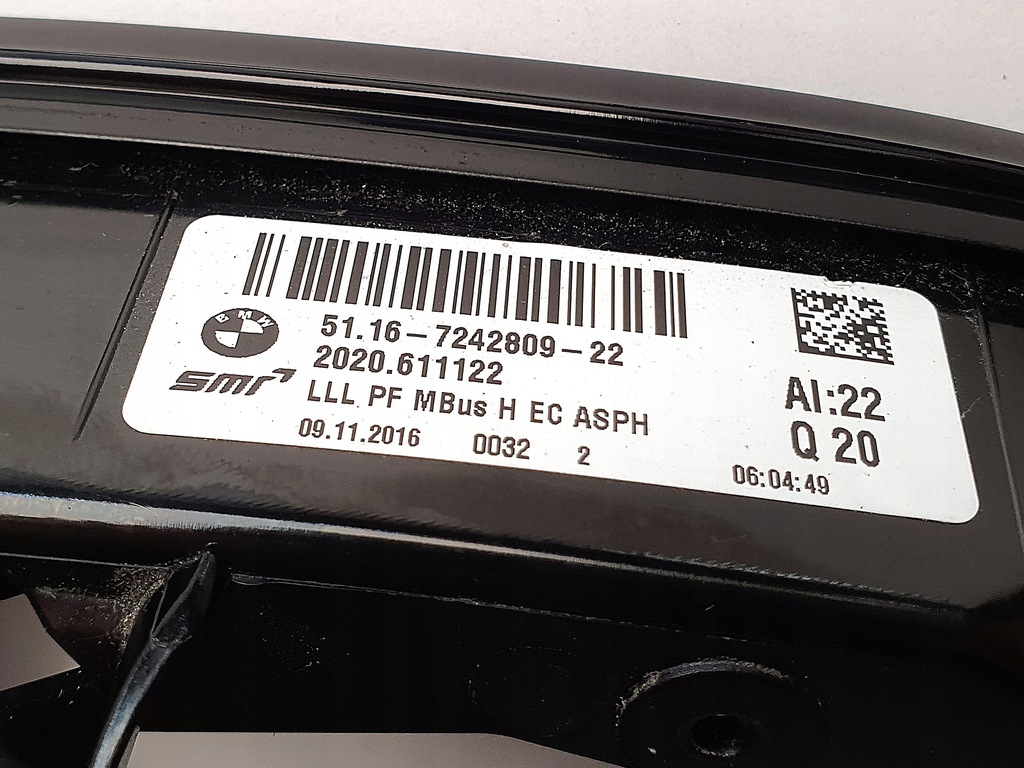 51.16-7242809-22
BMW
2020.611122
smr
LLL PF MBus H EC ASPH
AI:22
09.11.2016 0032 2
Q 20
06:04:49